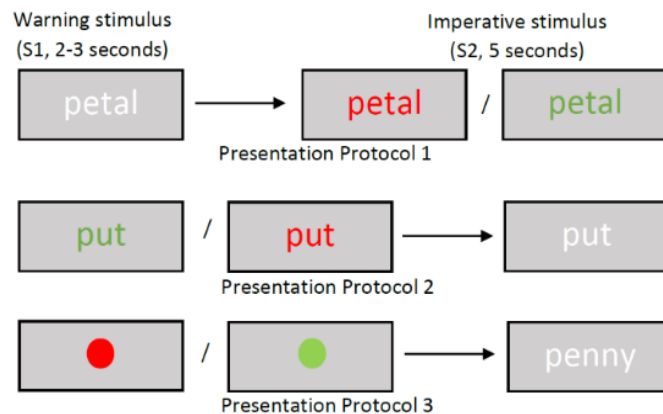 Warning stimulus
(S1, 2-3 seconds)
Imperative stimulus
(S2, 5 seconds)
petal
petal / petal
Presentation Protocol 1
put / put
put
Presentation Protocol 2
/
penny
Presentation Protocol 3